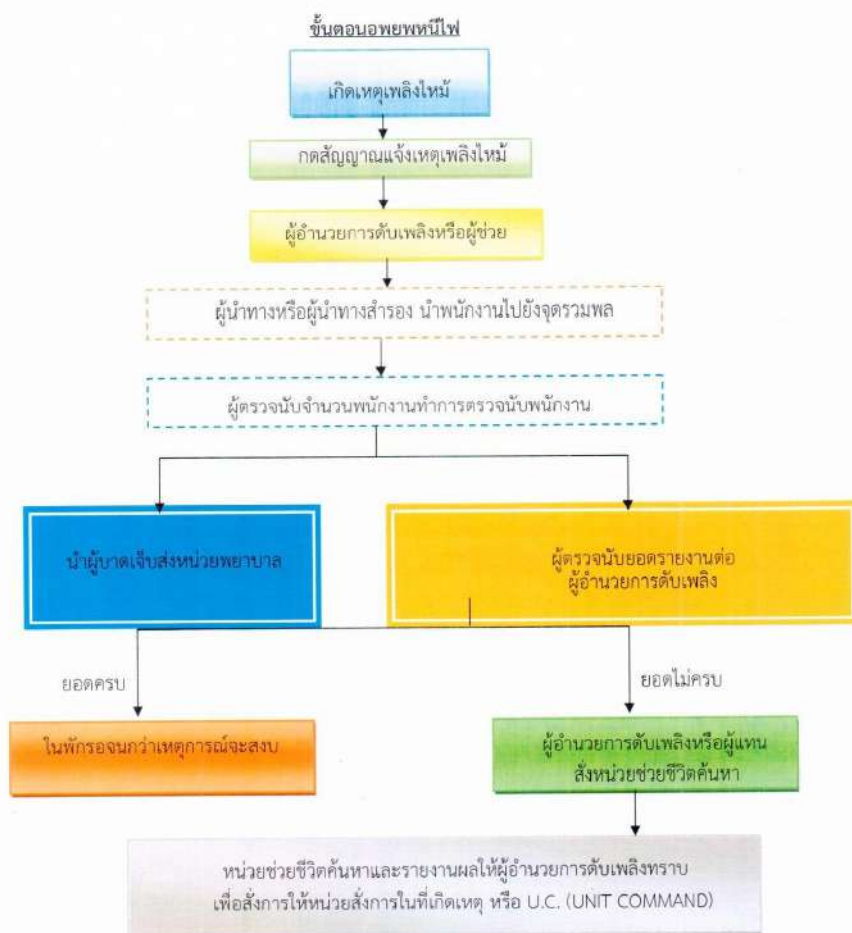 ขั้นตอนอพยพหนีไฟ
เกิดเหตุเพลิงไหม้
กดสัญญาณแจ้งเหตุเพลิงไหม้
ผู้อำนวยการดับเพลิงหรือผู้ช่วย
ผู้นำทางหรือผู้นำทางสำรอง นำพนักงานไปยังจุดรวมพล
ผู้ตรวจนับจำนวนพนักงานทำการตรวจนับพนักงาน
นำผู้บาดเจ็บส่งหน่วยพยาบาล
ผู้ตรวจนับยอดรายงานต่อ
ผู้อำนวยการดับเพลิง
ยอดครบ
ยอดไม่ครบ
ในพักรอจนกว่าเหตุการณ์จะสงบ
ผู้อำนวยการดับเพลิงหรือผู้แทน
สั่งหน่วยช่วยชีวิตค้นหา
หน่วยช่วยชีวิตค้นหาและรายงานผลให้ผู้อำนวยการดับเพลิงทราบ
เพื่อสั่งการให้หน่วยสั่งการในที่เกิดเหตุ หรือ U.C. (UNIT COMMAND)